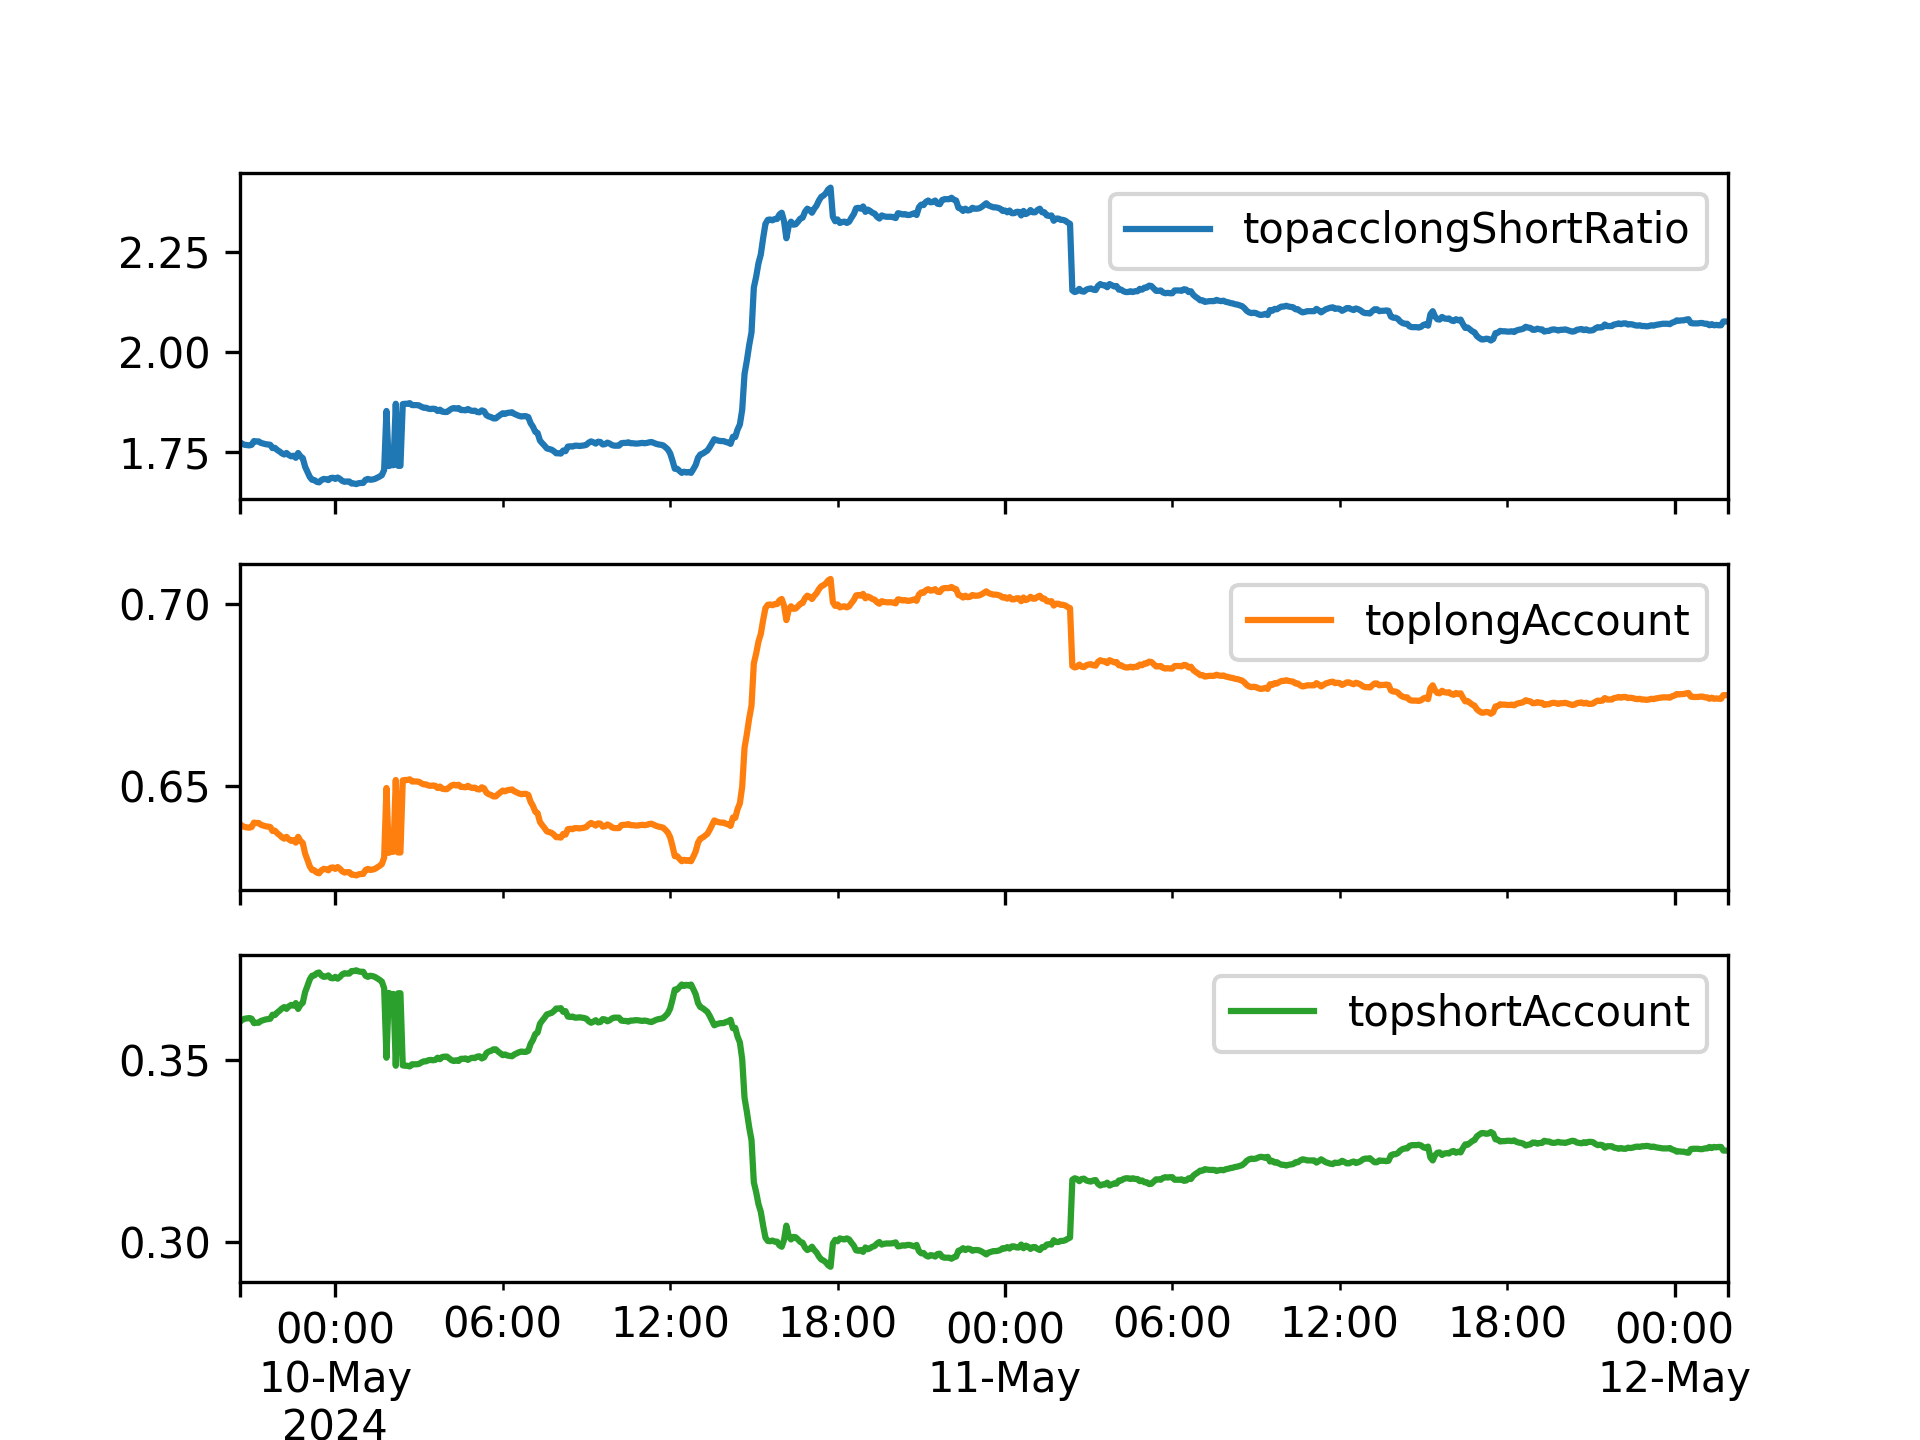 topacclongShortRatio
2.25
2.00
1.75
toplongAccount
0.70
0.65
topshortAccount
0.35
0.30
00:00 06:00 12:00 18:00 00:00 06:00 12:00 18:00 00:00
10-May 11-May 12-May
2024